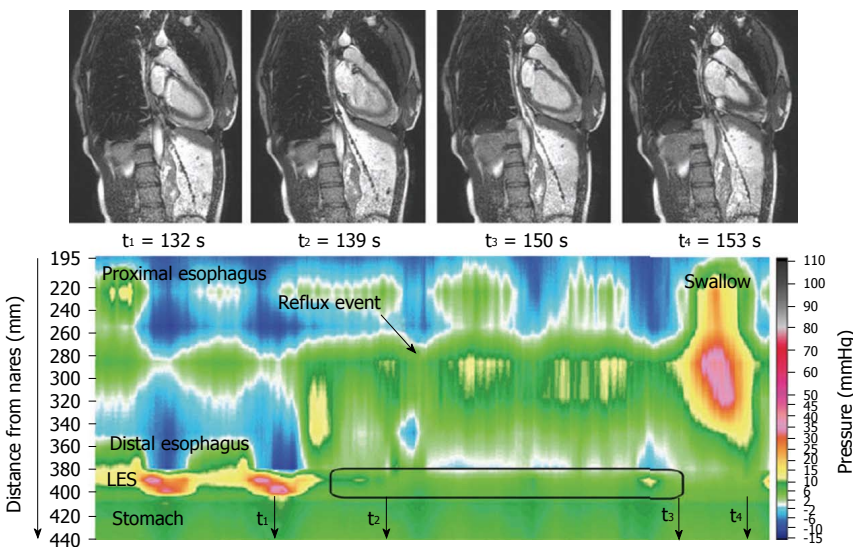 t1 = 132 s
t2 = 139 s
t3 = 150 s
t4 = 153 s
Distance from nares (mm)
195
220
240
260
280
300
320
340
360
380
400
420
440
Proximal esophagus
Reflux event
Swallow
Distal esophagus
LES
Stomach
t1
t2
t3
t4
110
100
90
80
70
60
50
45
40
35
30
25
20
15
10
6
2
-2
-6
-10
-15
Pressure (mmHg)